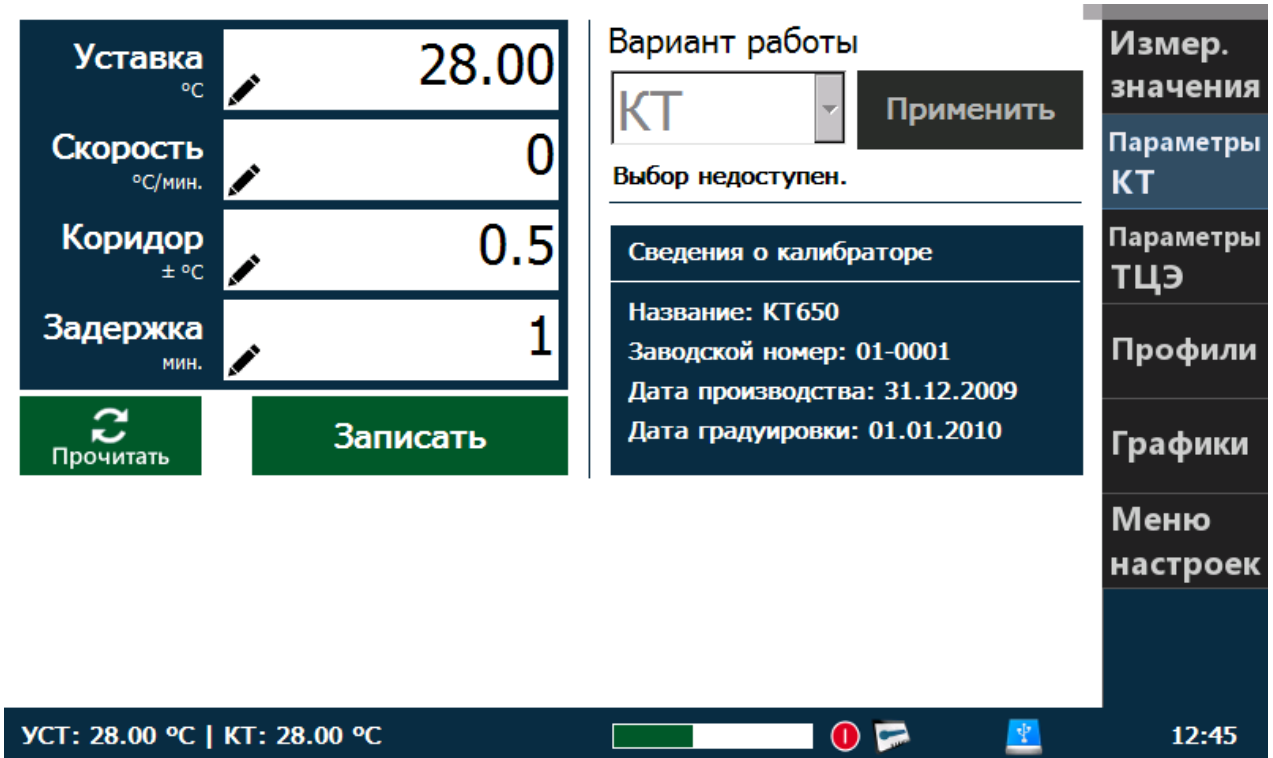 Уставка
°C
28.00
Скорость
°C/мин.
0
Коридор
± °C
0.5
Задержка
мин.
1
Прочитать
Записать
Вариант работы
КТ
Применить
Выбор недоступен.
Сведения о калибраторе
Название: КТ650
Заводской номер: 01-0001
Дата производства: 31.12.2009
Дата градуировки: 01.01.2010
Измер.
значения
Параметры
КТ
Параметры
ТЦЭ
Профили
Графики
Меню
настроек
УСТ: 28.00 °C | КТ: 28.00 °C
12:45